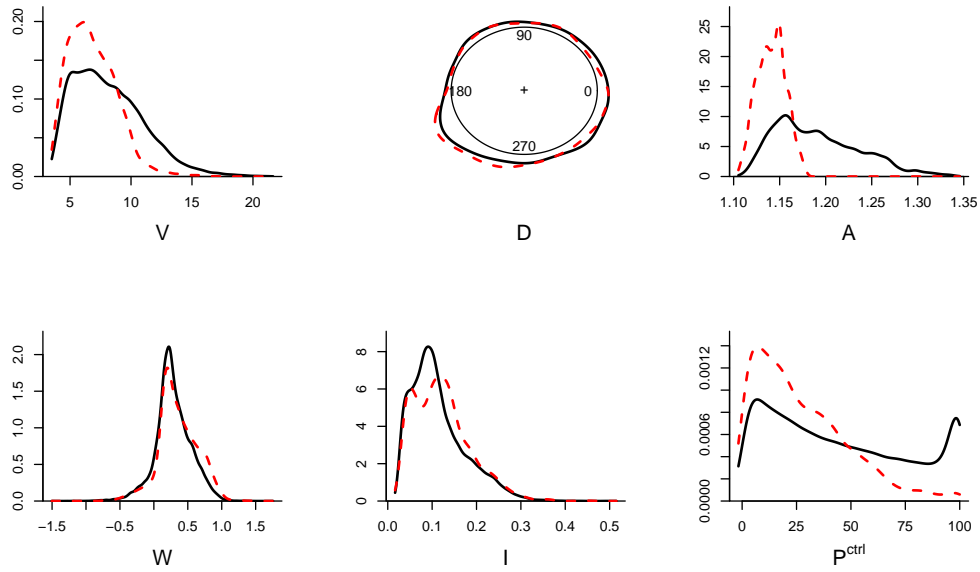 0.00 0.10 0.20
5 10 15 20
V
90
180 + 0
270
D
0 5 10 15 20 25
1.10 1.15 1.20 1.25 1.30 1.35
A
0.0 0.5 1.0 1.5 2.0
−1.5 −0.5 0.5 1.5
W
0 2 4 6 8
0.0 0.1 0.2 0.3 0.4 0.5
I
0.0000 0.0006 0.0012
0 25 50 75 100
P^ctrl